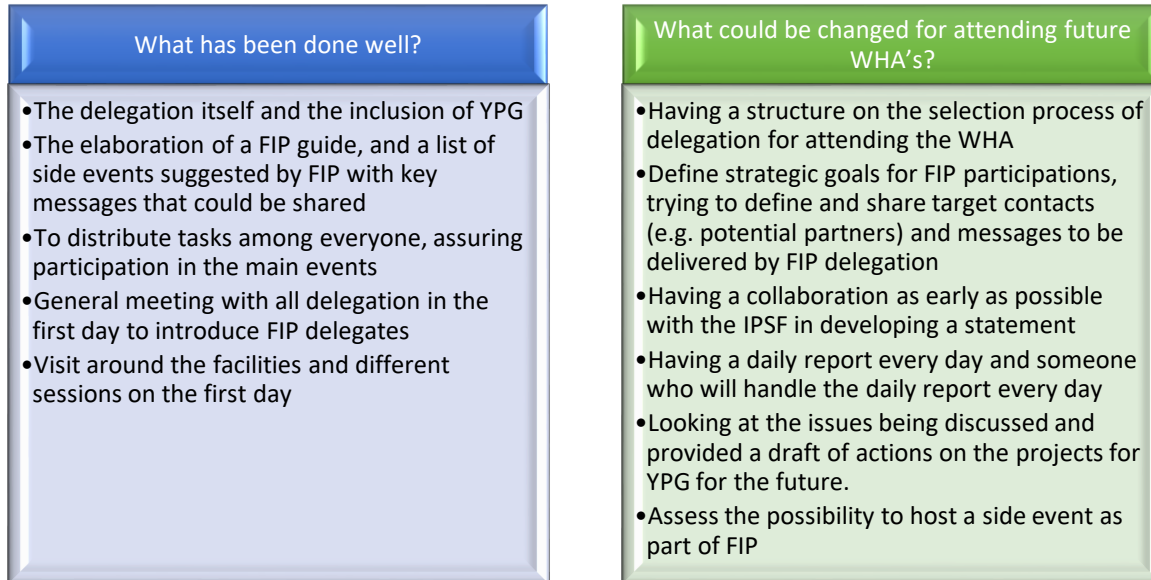 What has been done well?
•The delegation itself and the inclusion of YPG
•The elaboration of a FIP guide, and a list of
side events suggested by FIP with key
messages that could be shared
•To distribute tasks among everyone, assuring
participation in the main events
•General meeting with all delegation in the
first day to introduce FIP delegates
•Visit around the facilities and different
sessions on the first day
What could be changed for attending future
WHA's?
•Having a structure on the selection process of
delegation for attending the WHA
•Define strategic goals for FIP participations,
trying to define and share target contacts
(e.g. potential partners) and messages to be
delivered by FIP delegation
•Having a collaboration as early as possible
with the IPSF in developing a statement
•Having a daily report every day and someone
who will handle the daily report every day
•Looking at the issues being discussed and
provided a draft of actions on the projects for
YPG for the future.
•Assess the possibility to host a side event as
part of FIP